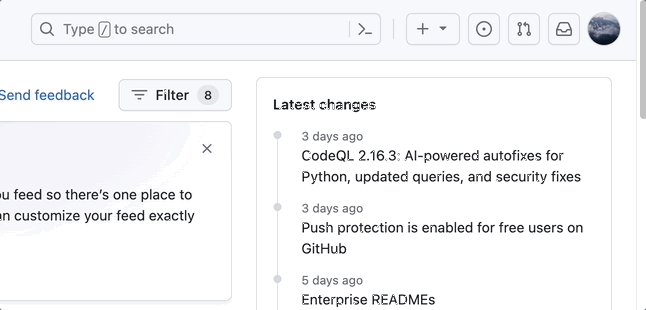 Type / to search
Send feedback
Filter 8
u feed so there's one place to
n customize your feed exactly
Latest changes
3 days ago
CodeQL 2.16.3: AI-powered autofixes for
Python, updated queries, and security fixes
3 days ago
Push protection is enabled for free users on
GitHub
5 days ago
Enterprise READMEs